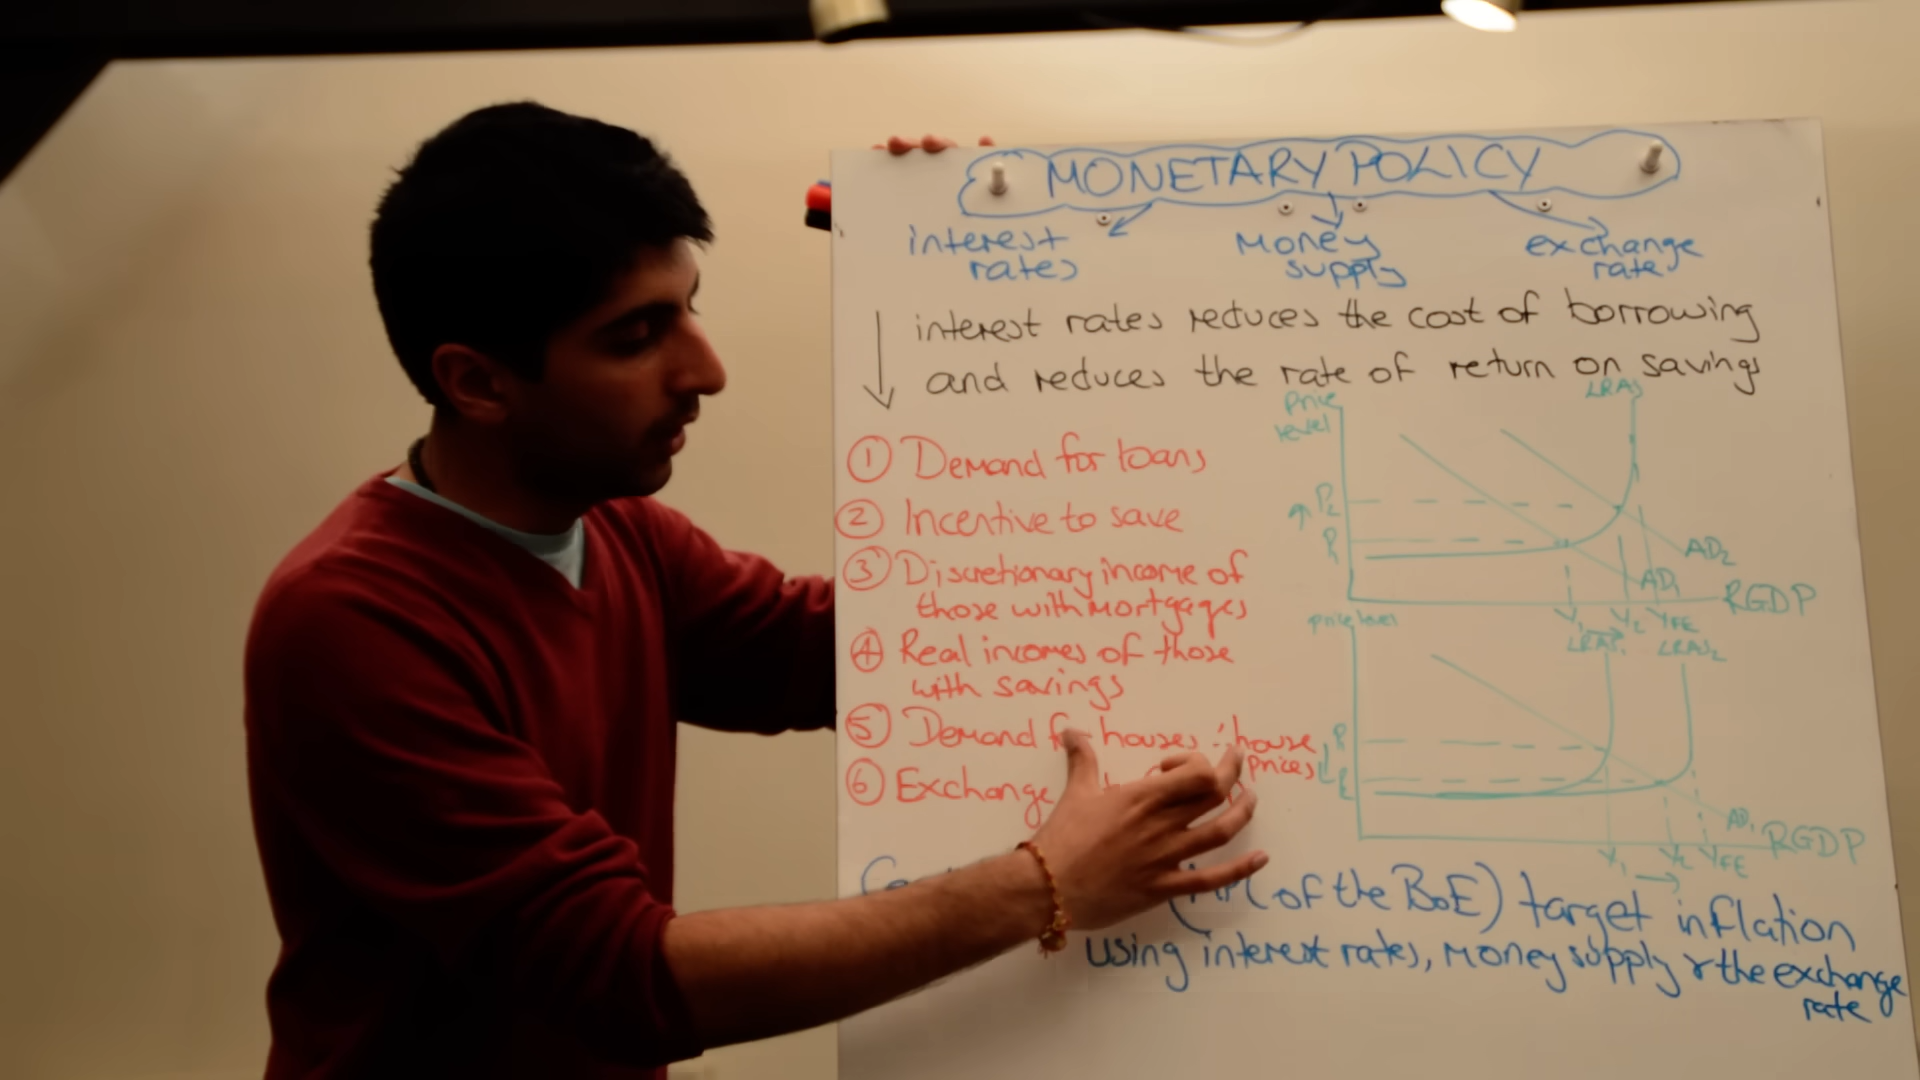 MONETARY POLICY
interest
rates
Money
supply
exchange
rate
↓ interest rates reduces the cost of borrowing
and reduces the rate of return on savings
① Demand for loans
② Incentive to save
③ Discretionary income of
those with mortgages
④ Real incomes of those
with savings
⑤ Demand for houses ∴ house
prices
⑥ Exchange
Price
level
LRAS
P2
P1
AD2
AD1
RGDP
Y1
Y2
YFE
price level
LRAS1
LRAS2
P1
P2
AD1
RGDP
Y1
Y2
YFE
of the BoE) target inflation
using interest rates, money supply & the exchange
rate